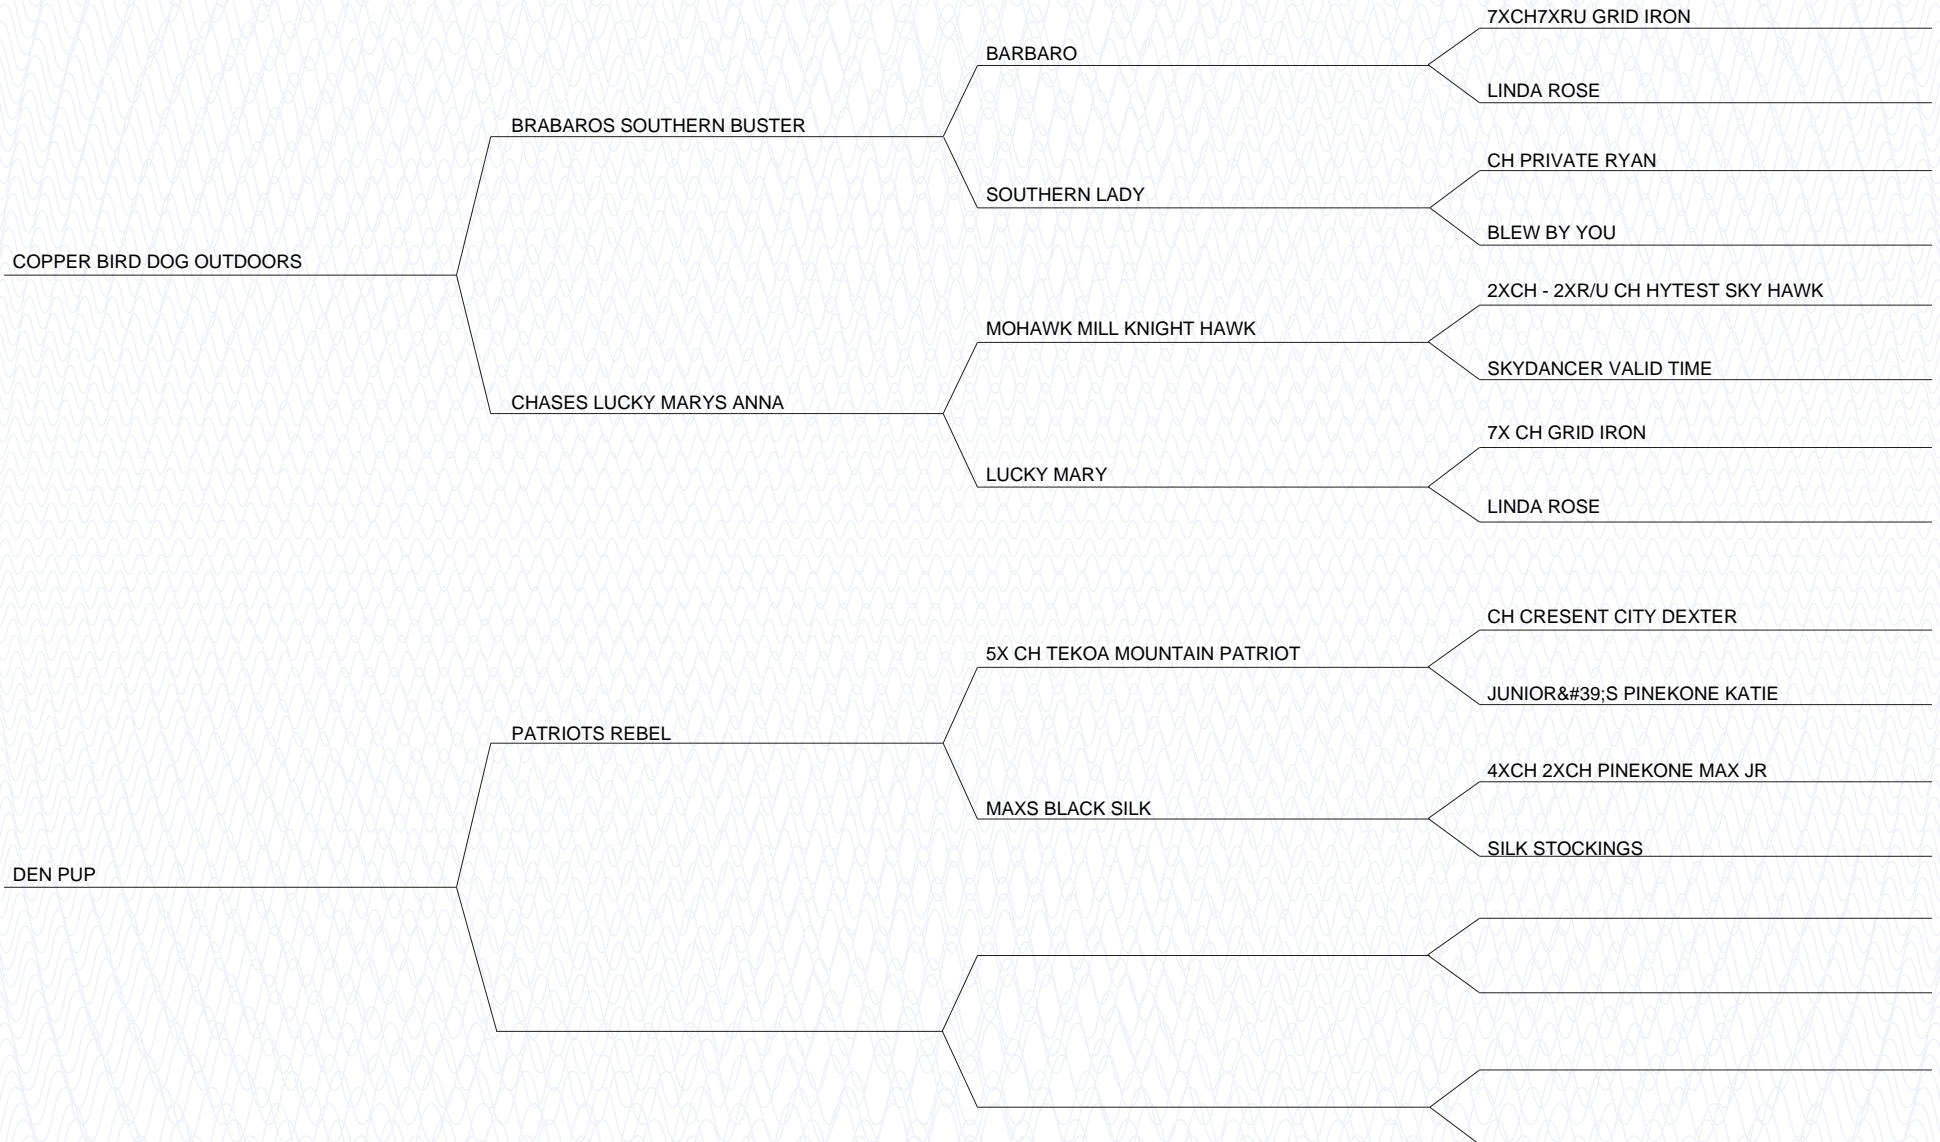 7XCH7XRU GRID IRON
BARBARO
LINDA ROSE
BRABAROS SOUTHERN BUSTER
CH PRIVATE RYAN
SOUTHERN LADY
BLEW BY YOU
COPPER BIRD DOG OUTDOORS
2XCH - 2XR/U CH HYTEST SKY HAWK
MOHAWK MILL KNIGHT HAWK
SKYDANCER VALID TIME
CHASES LUCKY MARYS ANNA
7X CH GRID IRON
LUCKY MARY
LINDA ROSE
CH CRESENT CITY DEXTER
5X CH TEKOA MOUNTAIN PATRIOT
JUNIOR&#39;S PINEKONE KATIE
PATRIOTS REBEL
4XCH 2XCH PINEKONE MAX JR
MAXS BLACK SILK
SILK STOCKINGS
DEN PUP